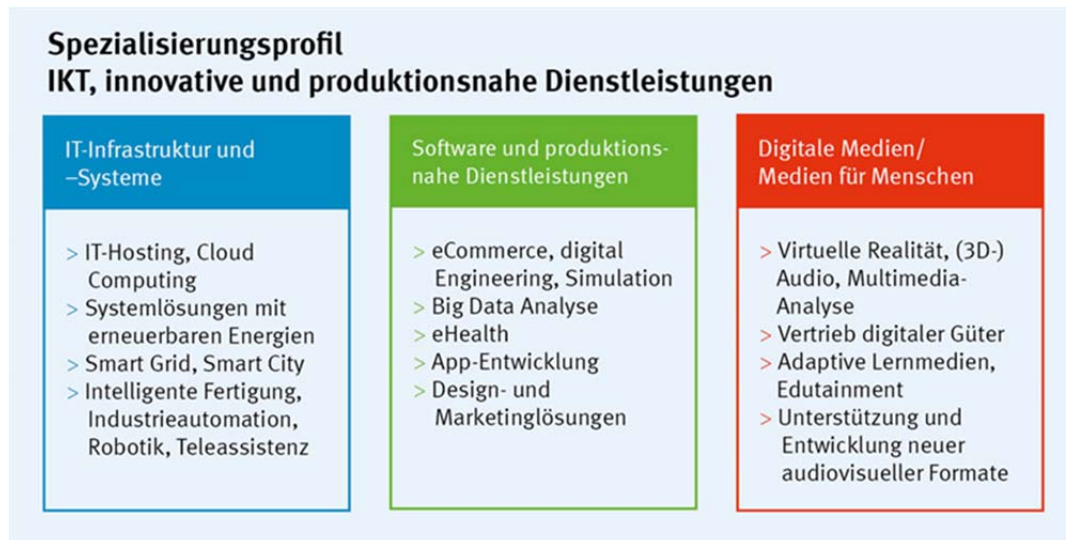 Spezialisierungsprofil
IKT, innovative und produktionsnahe Dienstleistungen
IT-Infrastruktur und
–Systeme
> IT-Hosting, Cloud
Computing
> Systemlösungen mit
erneuerbaren Energien
> Smart Grid, Smart City
> Intelligente Fertigung,
Industrieautomation,
Robotik, Teleassistenz
Software und produktions-
nahe Dienstleistungen
> eCommerce, digital
Engineering, Simulation
> Big Data Analyse
> eHealth
> App-Entwicklung
> Design- und
Marketinglösungen
Digitale Medien/
Medien für Menschen
> Virtuelle Realität, (3D-)
Audio, Multimedia-
Analyse
> Vertrieb digitaler Güter
> Adaptive Lernmedien,
Edutainment
> Unterstützung und
Entwicklung neuer
audiovisueller Formate